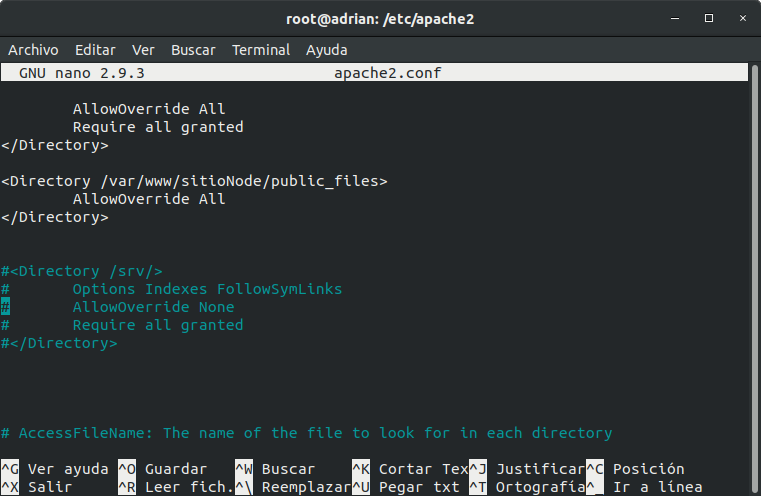 root@adrian: /etc/apache2
Archivo Editar Ver Buscar Terminal Ayuda
GNU nano 2.9.3 apache2.conf
AllowOverride All
Require all granted
</Directory>
<Directory /var/www/sitioNode/public_files>
AllowOverride All
</Directory>
#<Directory /srv/>
# Options Indexes FollowSymLinks
# AllowOverride None
# Require all granted
#</Directory>
# AccessFileName: The name of the file to look for in each directory
^G Ver ayuda ^O Guardar ^W Buscar ^K Cortar Tex^J Justificar^C Posición
^X Salir ^R Leer fich.^\ Reemplazar^U Pegar txt ^T Ortografía^_ Ir a línea